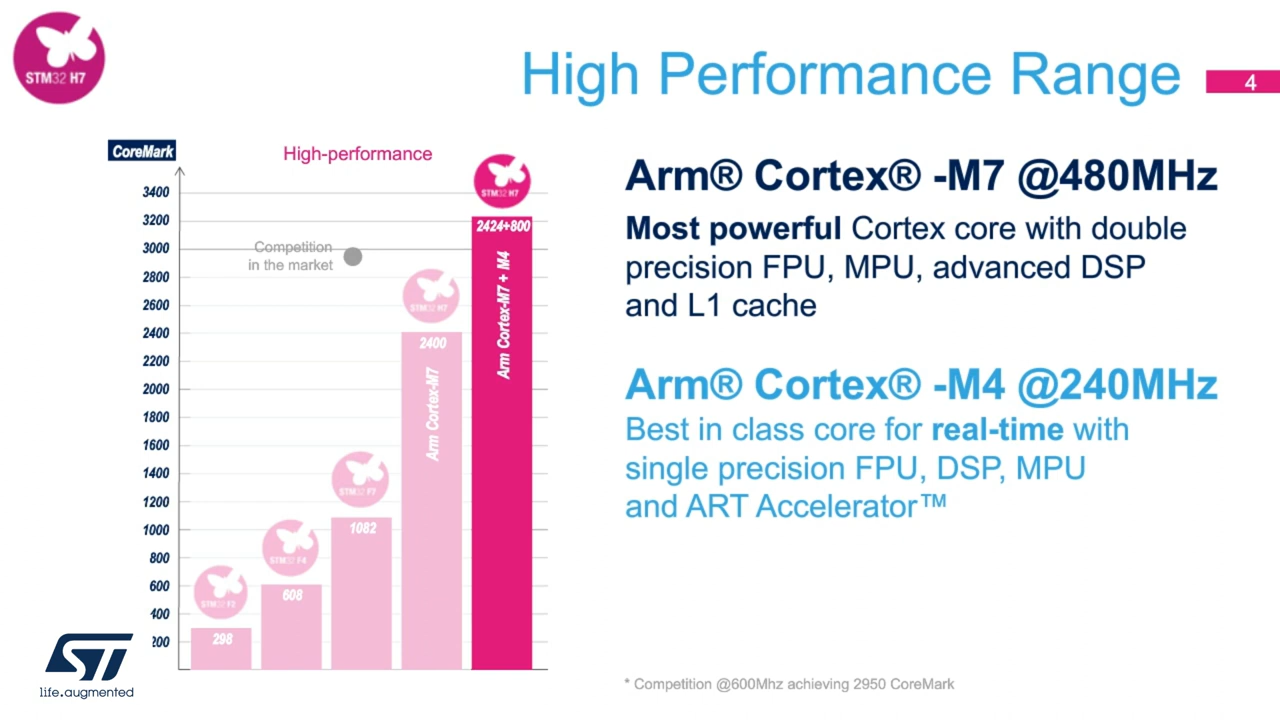 STM32 H7
High Performance Range
4
CoreMark
High-performance
3400
3200
3000
2800
2600
2400
2200
2000
1800
1600
1400
1200
1000
800
600
400
200
Competition
in the market
STM32 F2
298
STM32 F4
608
STM32 F7
1082
STM32 H7
2400
Arm Cortex-M7
STM32 H7
2424+800
Arm Cortex-M7 + M4
Arm® Cortex® -M7 @480MHz
Most powerful Cortex core with double
precision FPU, MPU, advanced DSP
and L1 cache
Arm® Cortex® -M4 @240MHz
Best in class core for real-time with
single precision FPU, DSP, MPU
and ART Accelerator™
* Competition @600Mhz achieving 2950 CoreMark
ST
life.augmented